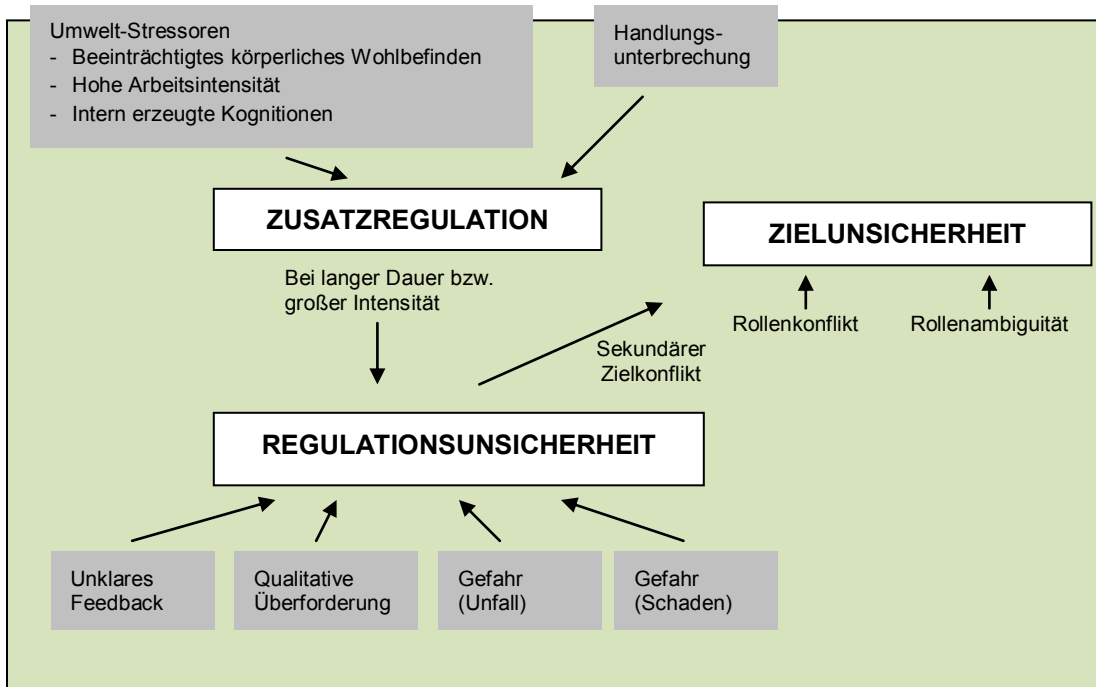 Umwelt-Stressoren
- Beeinträchtigtes körperliches Wohlbefinden
- Hohe Arbeitsintensität
- Intern erzeugte Kognitionen
Handlungs-
unterbrechung
ZUSATZREGULATION
ZIELUNSICHERHEIT
Bei langer Dauer bzw.
großer Intensität
Rollenkonflikt
Rollenambiguität
Sekundärer
Zielkonflikt
REGULATIONSUNSICHERHEIT
Unklares
Feedback
Qualitative
Überforderung
Gefahr
(Unfall)
Gefahr
(Schaden)